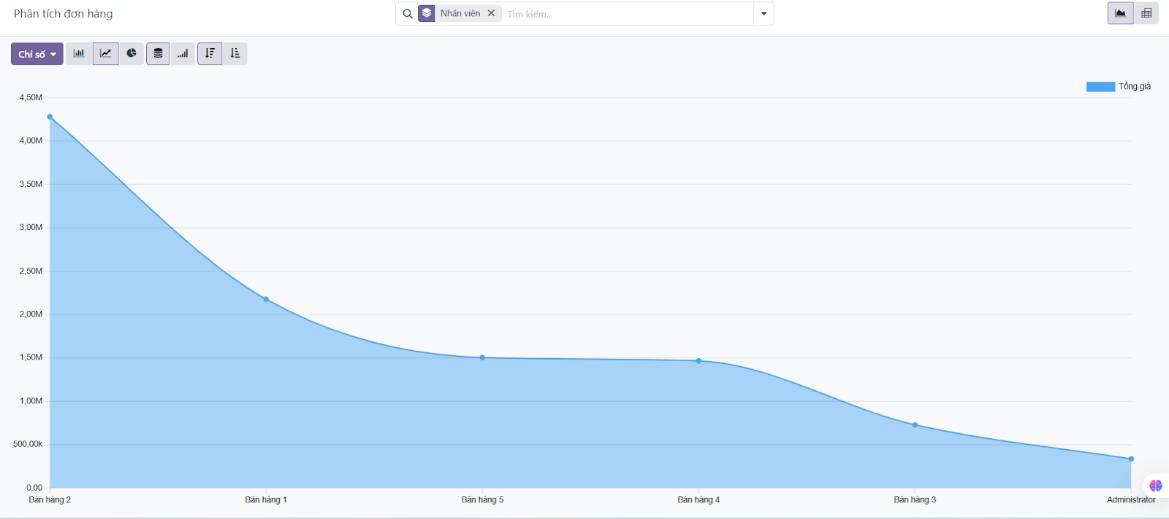 Phân tích đơn hàng
Nhân viên
Tìm kiếm...
Chỉ số
Tổng giá
4,50M
4,00M
3,50M
3,00M
2,50M
2,00M
1,50M
1,00M
500,00k
0,00
Bán hàng 2 Bán hàng 1 Bán hàng 5 Bán hàng 4 Bán hàng 3 Administrator